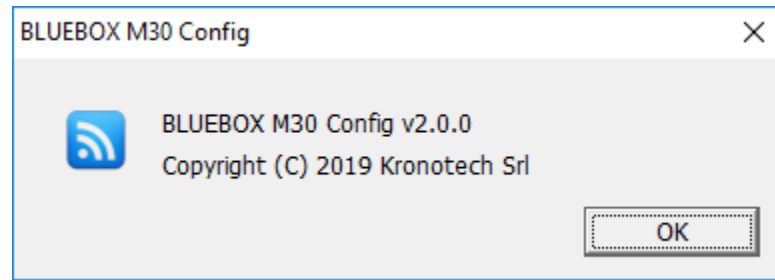 BLUEBOX M30 Config
BLUEBOX M30 Config v2.0.0
Copyright (C) 2019 Kronotech Srl
OK